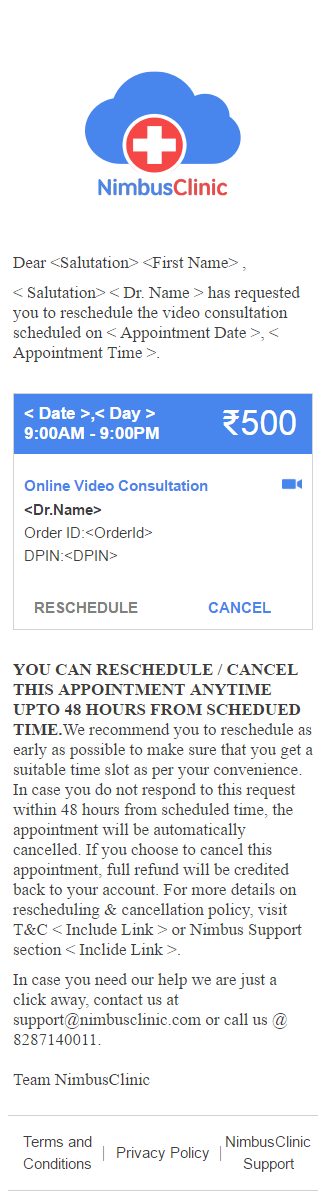 NimbusClinic
Dear <Salutation> <First Name> ,
< Salutation> < Dr. Name > has requested
you to reschedule the video consultation
scheduled on < Appointment Date >, <
Appointment Time >.
< Date >,< Day >
9:00AM - 9:00PM
₹500
Online Video Consultation
<Dr.Name>
Order ID:<OrderId>
DPIN:<DPIN>
RESCHEDULE CANCEL
YOU CAN RESCHEDULE / CANCEL
THIS APPOINTMENT ANYTIME
UPTO 48 HOURS FROM SCHEDUED
TIME.We recommend you to reschedule as
early as possible to make sure that you get a
suitable time slot as per your convenience.
In case you do not respond to this request
within 48 hours from scheduled time, the
appointment will be automatically
cancelled. If you choose to cancel this
appointment, full refund will be credited
back to your account. For more details on
rescheduling & cancellation policy, visit
T&C < Include Link > or Nimbus Support
section < Inclide Link >.
In case you need our help we are just a
click away, contact us at
support@nimbusclinic.com or call us @
8287140011.
Team NimbusClinic
Terms and
Conditions
| Privacy Policy |
NimbusClinic
Support